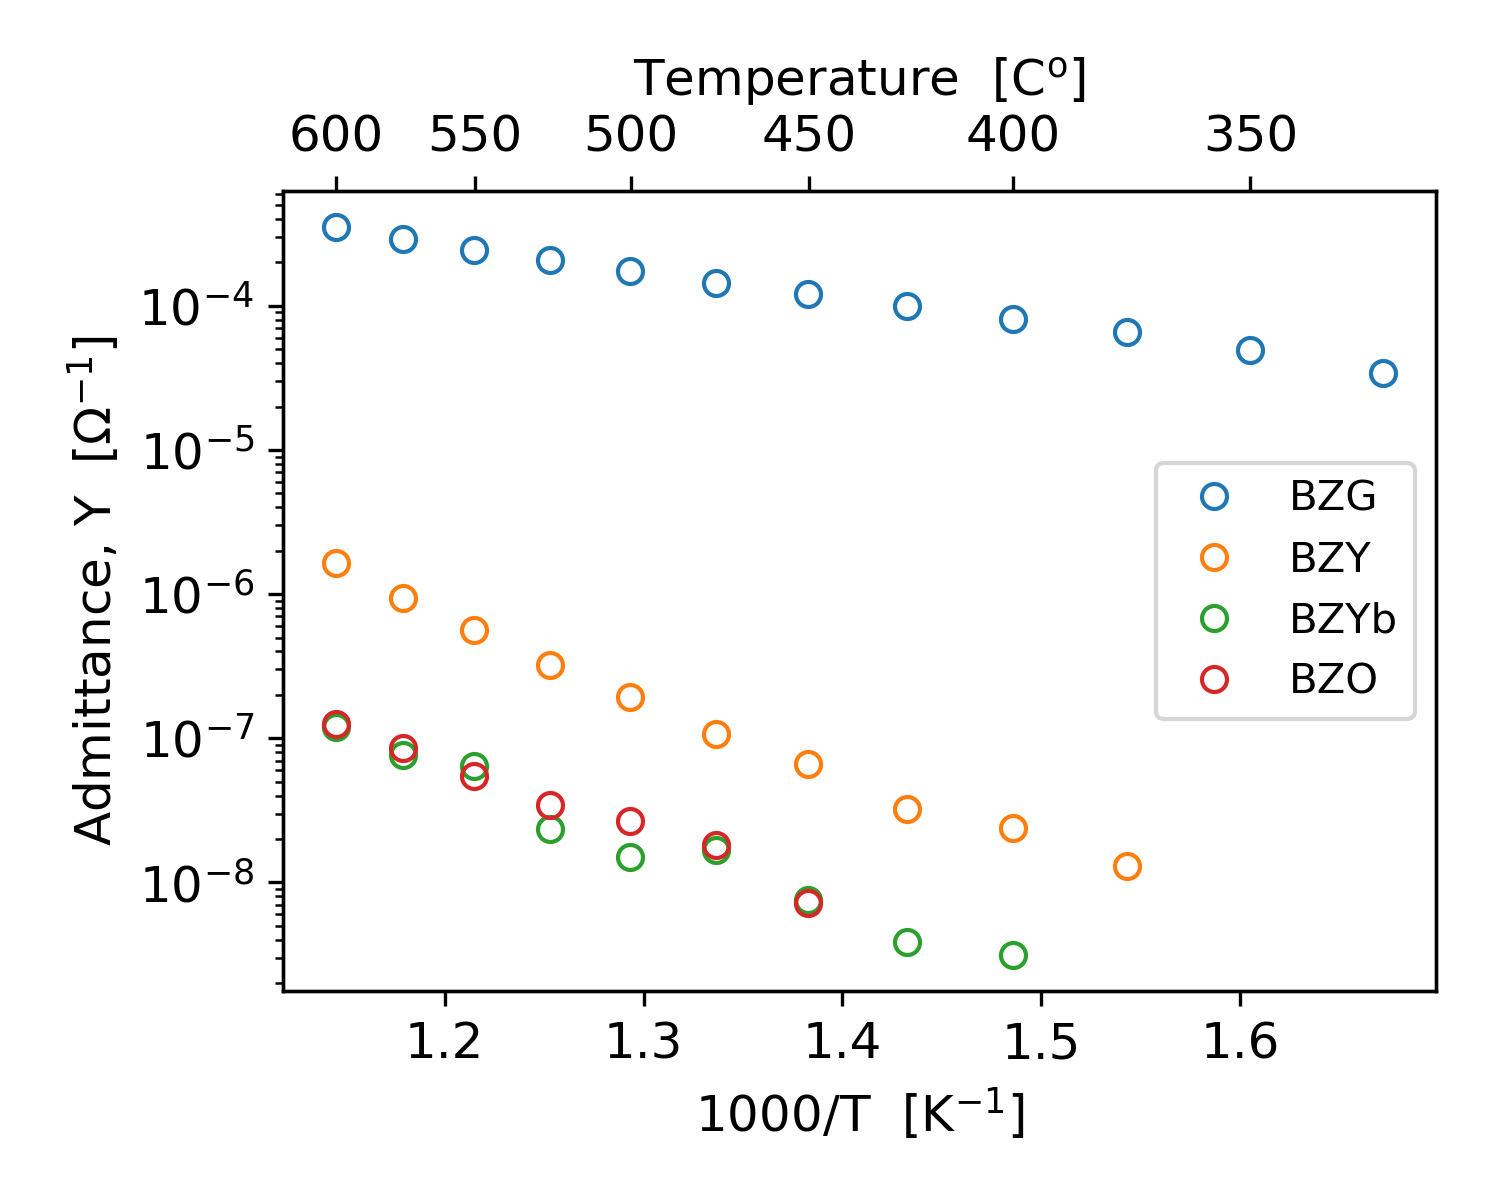 Temperature [Cᵒ]
600 550 500 450 400 350
10⁻⁴
10⁻⁵
10⁻⁶
10⁻⁷
10⁻⁸
Admittance, Y [Ω⁻¹]
BZG
BZY
BZYb
BZO
1.2 1.3 1.4 1.5 1.6
1000/T [K⁻¹]